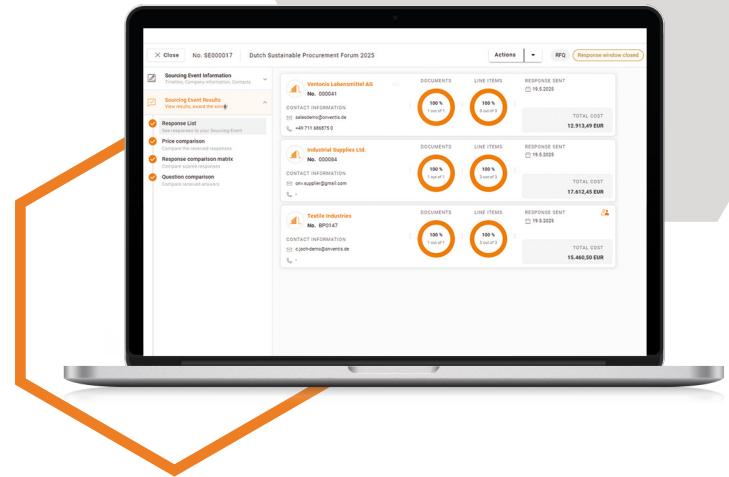 Close
No. SE000017
Dutch Sustainable Procurement Forum 2025
Actions
RFQ
Response window closed
Sourcing Event Information
Timeline, Company information, Contacts
Sourcing Event Results
View results, award the
Response List
See responses to your Sourcing Event
Price comparison
Compare the received responses
Response comparison matrix
Compare scored responses
Question comparison
Compare received answers
Ventonis Lebensmittel AG
No. 000041
CONTACT INFORMATION
salesdemo@onventis.de
+49 711 686875 0
DOCUMENTS
100 %
1 out of 1
LINE ITEMS
100 %
3 out of 3
RESPONSE SENT
19.5.2025
TOTAL COST
12.913,49 EUR
Industrial Supplies Ltd.
No. 000084
CONTACT INFORMATION
onv.supplier@gmail.com
-
DOCUMENTS
100 %
1 out of 1
LINE ITEMS
100 %
3 out of 3
RESPONSE SENT
19.5.2025
TOTAL COST
17.612,45 EUR
Textile Industries
No. BP0147
CONTACT INFORMATION
c.joch-demo@onventis.de
-
DOCUMENTS
100 %
1 out of 1
LINE ITEMS
100 %
3 out of 3
RESPONSE SENT
19.5.2025
TOTAL COST
15.460,50 EUR